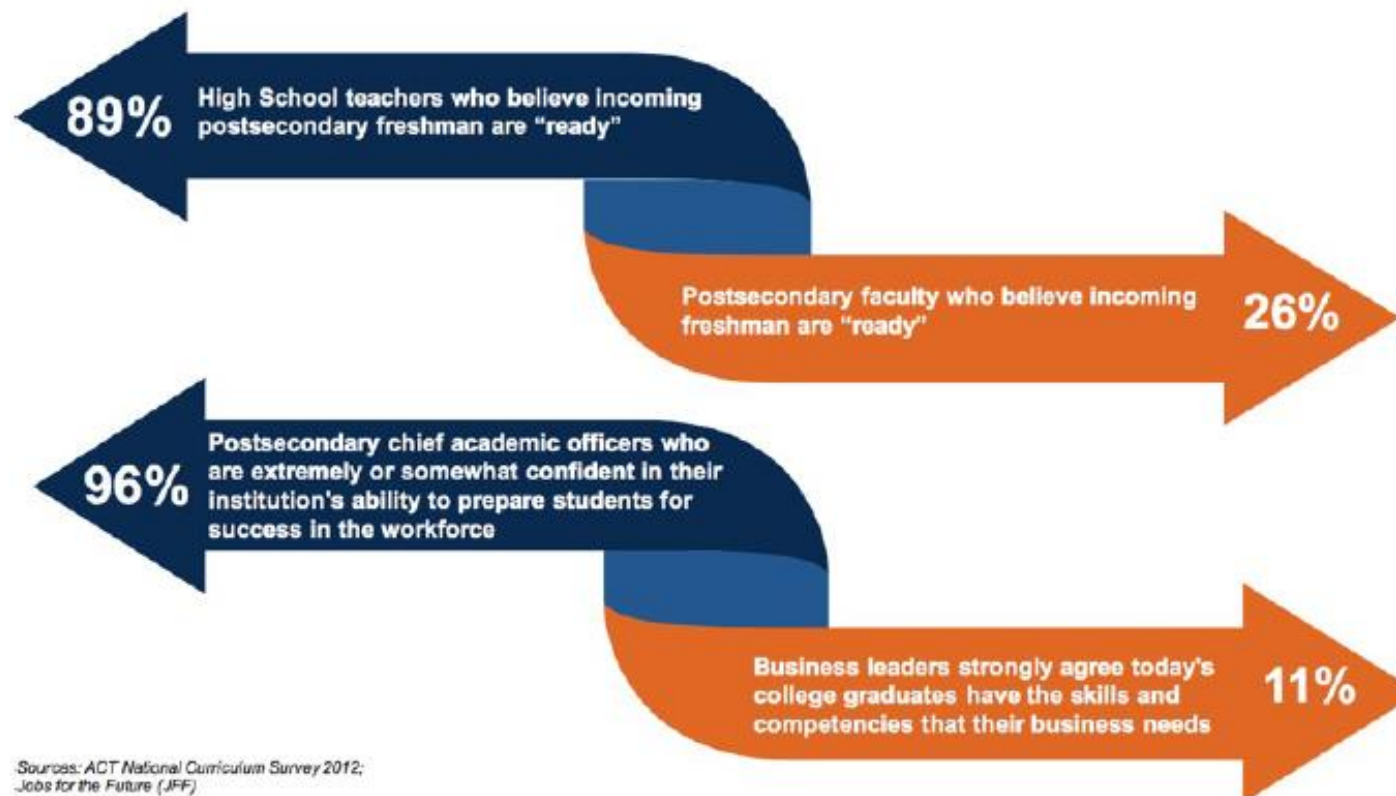 89%
High School teachers who believe incoming
postsecondary freshman are “ready”
Postsecondary faculty who believe incoming
freshman are “ready”
26%
96%
Postsecondary chief academic officers who
are extremely or somewhat confident in their
institution's ability to prepare students for
success in the workforce
Business leaders strongly agree today's
college graduates have the skills and
competencies that their business needs
11%
Sources: ACT National Curriculum Survey 2012;
Jobs for the Future (JFF)